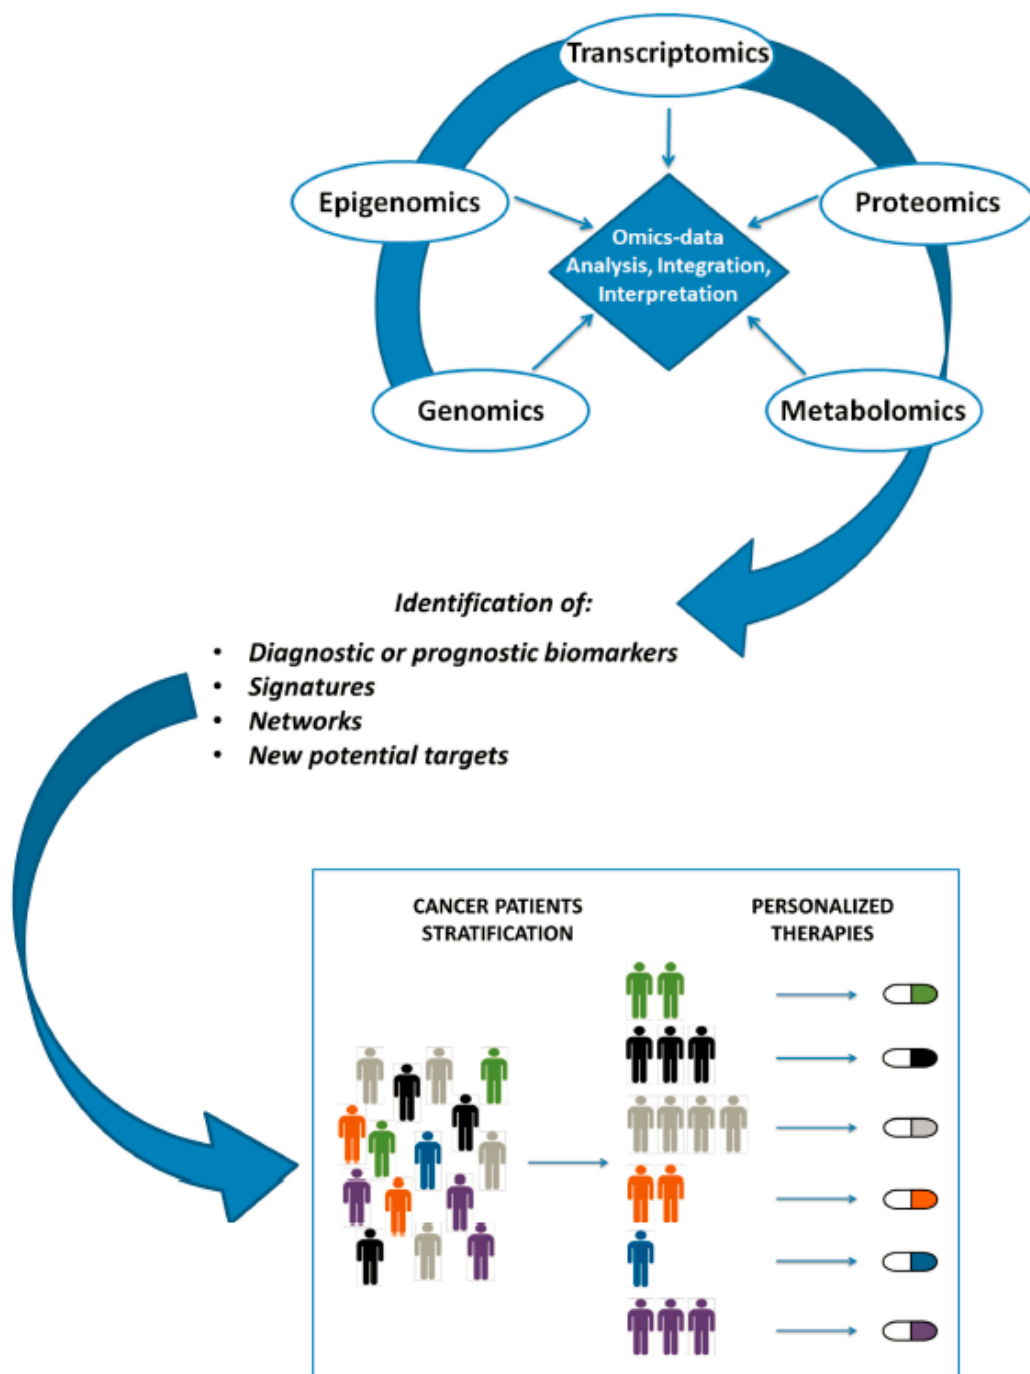 Transcriptomics
Epigenomics
Proteomics
Omics-data
Analysis, Integration,
Interpretation
Genomics
Metabolomics
Identification of:
• Diagnostic or prognostic biomarkers
• Signatures
• Networks
• New potential targets
CANCER PATIENTS
STRATIFICATION
PERSONALIZED
THERAPIES